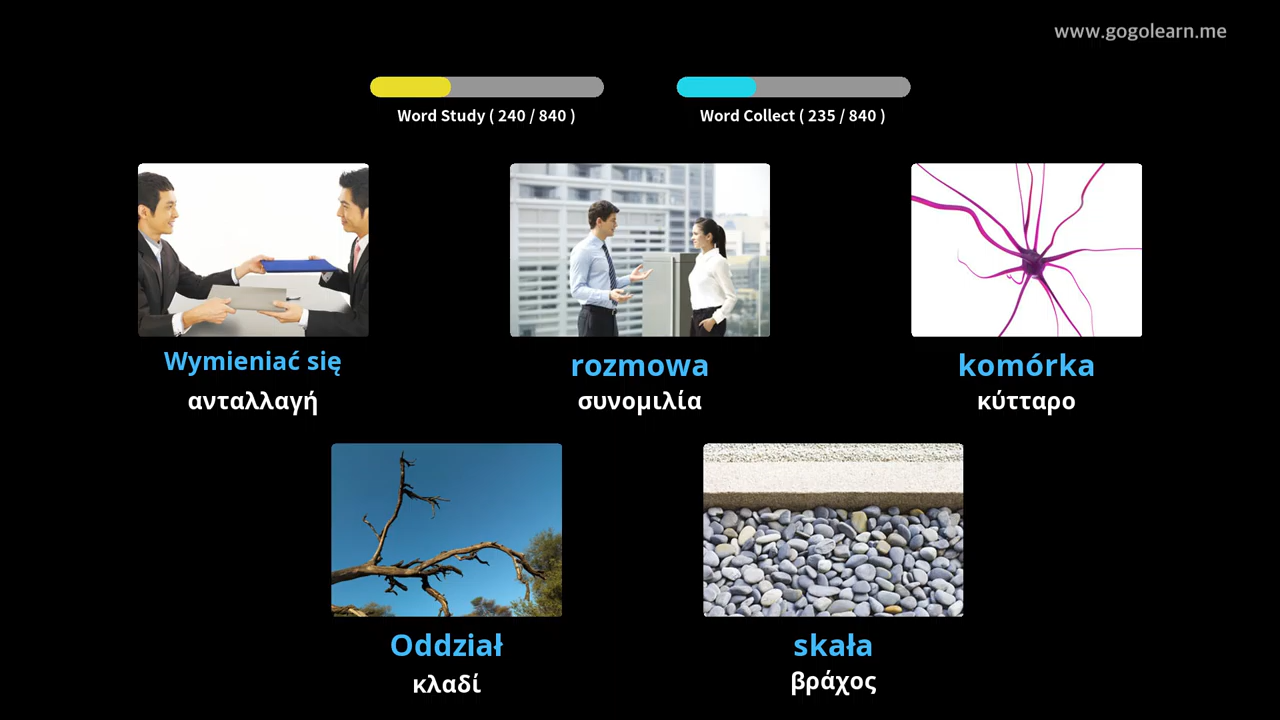 www.gogolearn.me
Word Study ( 240 / 840 )
Word Collect ( 235 / 840 )
Wymieniać się
ανταλλαγή
rozmowa
συνομιλία
komórka
κύτταρο
Oddział
κλαδί
skała
βράχος